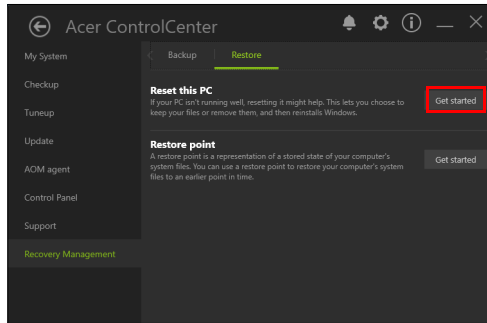 Acer ControlCenter
My System
Checkup
Tuneup
Update
AOM agent
Control Panel
Support
Recovery Management
Backup
Restore
Reset this PC
If your PC isn't running well, resetting it might help. This lets you choose to
keep your files or remove them, and then reinstalls Windows.
Get started
Restore point
A restore point is a representation of a stored state of your computer's
system files. You can use a restore point to restore your computer's system
files to an earlier point in time.
Get started